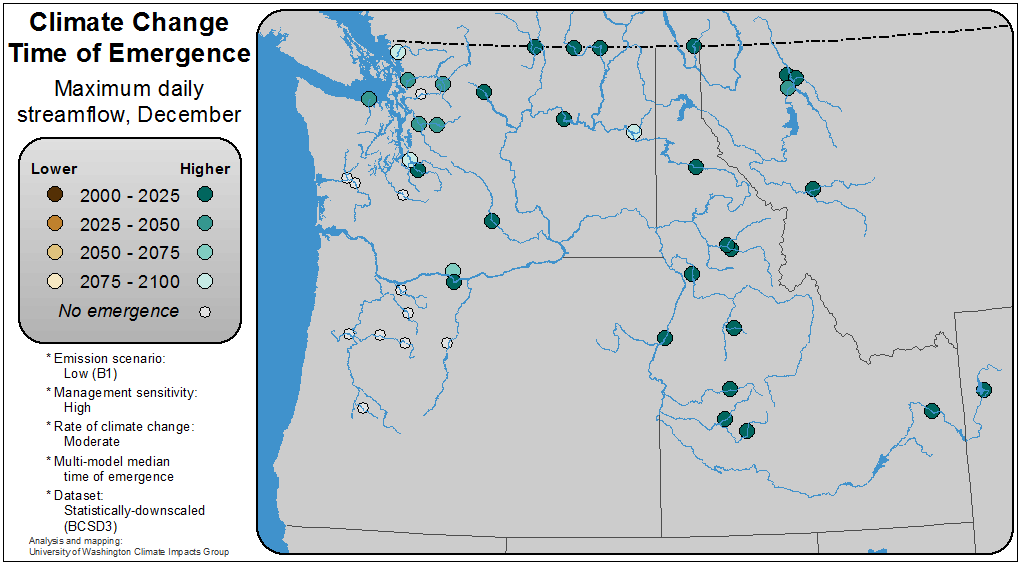 Climate Change
Time of Emergence
Maximum daily
streamflow, December
Lower Higher
2000 - 2025
2025 - 2050
2050 - 2075
2075 - 2100
No emergence
* Emission scenario:
Low (B1)
* Management sensitivity:
High
* Rate of climate change:
Moderate
* Multi-model median
time of emergence
* Dataset:
Statistically-downscaled
(BCSD3)
Analysis and mapping:
University of Washington Climate Impacts Group